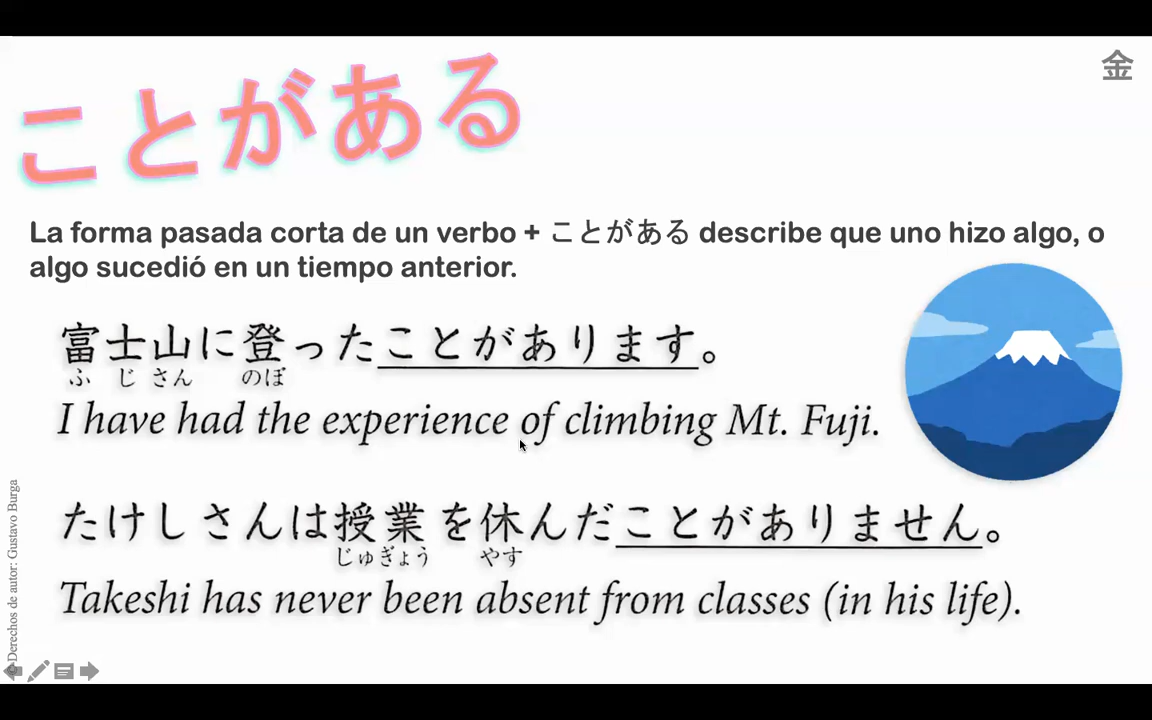 金
ことがある
La forma pasada corta de un verbo + ことがある describe que uno hizo algo, o
algo sucedió en un tiempo anterior.
富士山に登ったことがあります。
ふ じ さん のぼ
I have had the experience of climbing Mt. Fuji.
たけしさんは授業を休んだことがありません。
じゅぎょう やす
Takeshi has never been absent from classes (in his life).
© Derechos de autor: Gustavo Burga